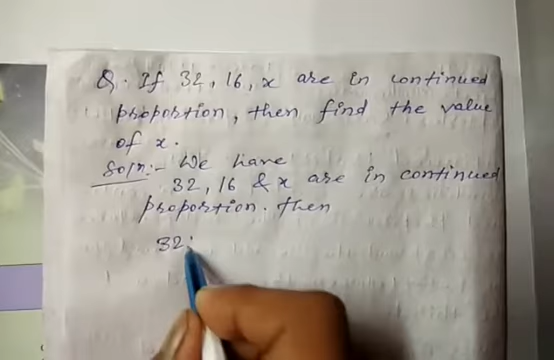 Q. If 32, 16, x are in continued
proportion, then find the value
of x.
Soln:- We have
32, 16 & x are in continued
proportion. then
32: